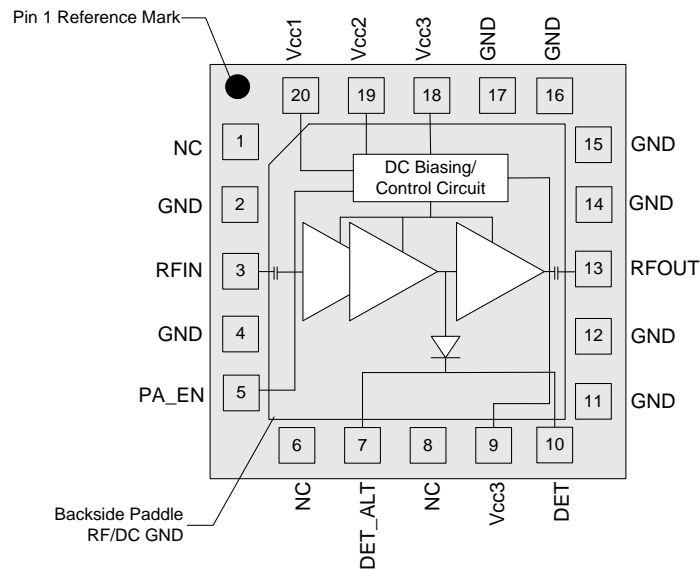 Pin 1 Reference Mark
Vcc1
Vcc2
Vcc3
GND
GND
20
19
18
17
16
NC
1
15
GND
DC Biasing/
Control Circuit
GND
2
14
GND
RFIN
3
13
RFOUT
GND
4
12
GND
PA_EN
5
11
GND
6
7
8
9
10
NC
DET_ALT
NC
Vcc3
DET
Backside Paddle
RF/DC GND